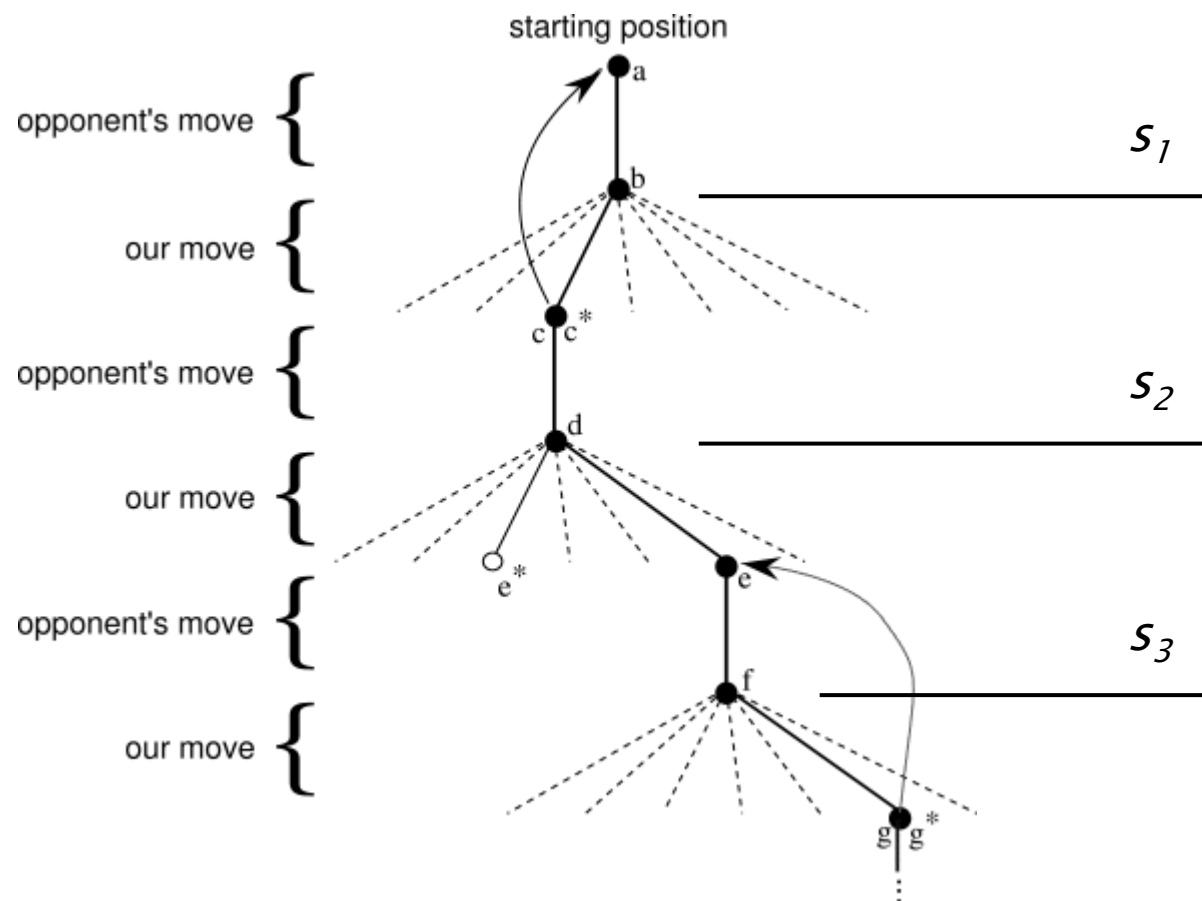 starting position
a
opponent's move
s1
b
our move
c c*
opponent's move
s2
d
our move
e*
e
opponent's move
s3
f
our move
g g*